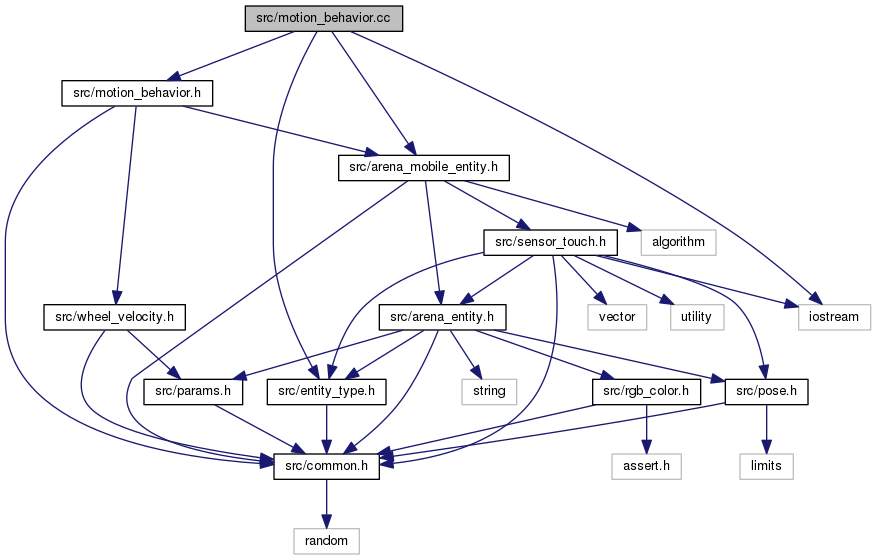 src/motion_behavior.cc
src/motion_behavior.h
src/arena_mobile_entity.h
src/sensor_touch.h
algorithm
src/wheel_velocity.h
src/arena_entity.h
vector
utility
iostream
src/params.h
src/entity_type.h
string
src/rgb_color.h
src/pose.h
src/common.h
assert.h
limits
random